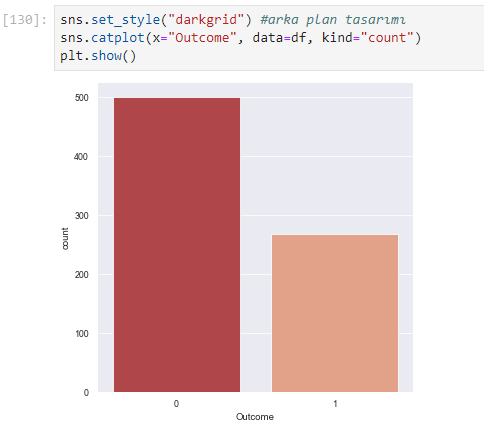 [130]: sns.set_style("darkgrid") #arka plan tasarımı
sns.catplot(x="Outcome", data=df, kind="count")
plt.show()
500
400
300
200
100
0
count
0 1
Outcome